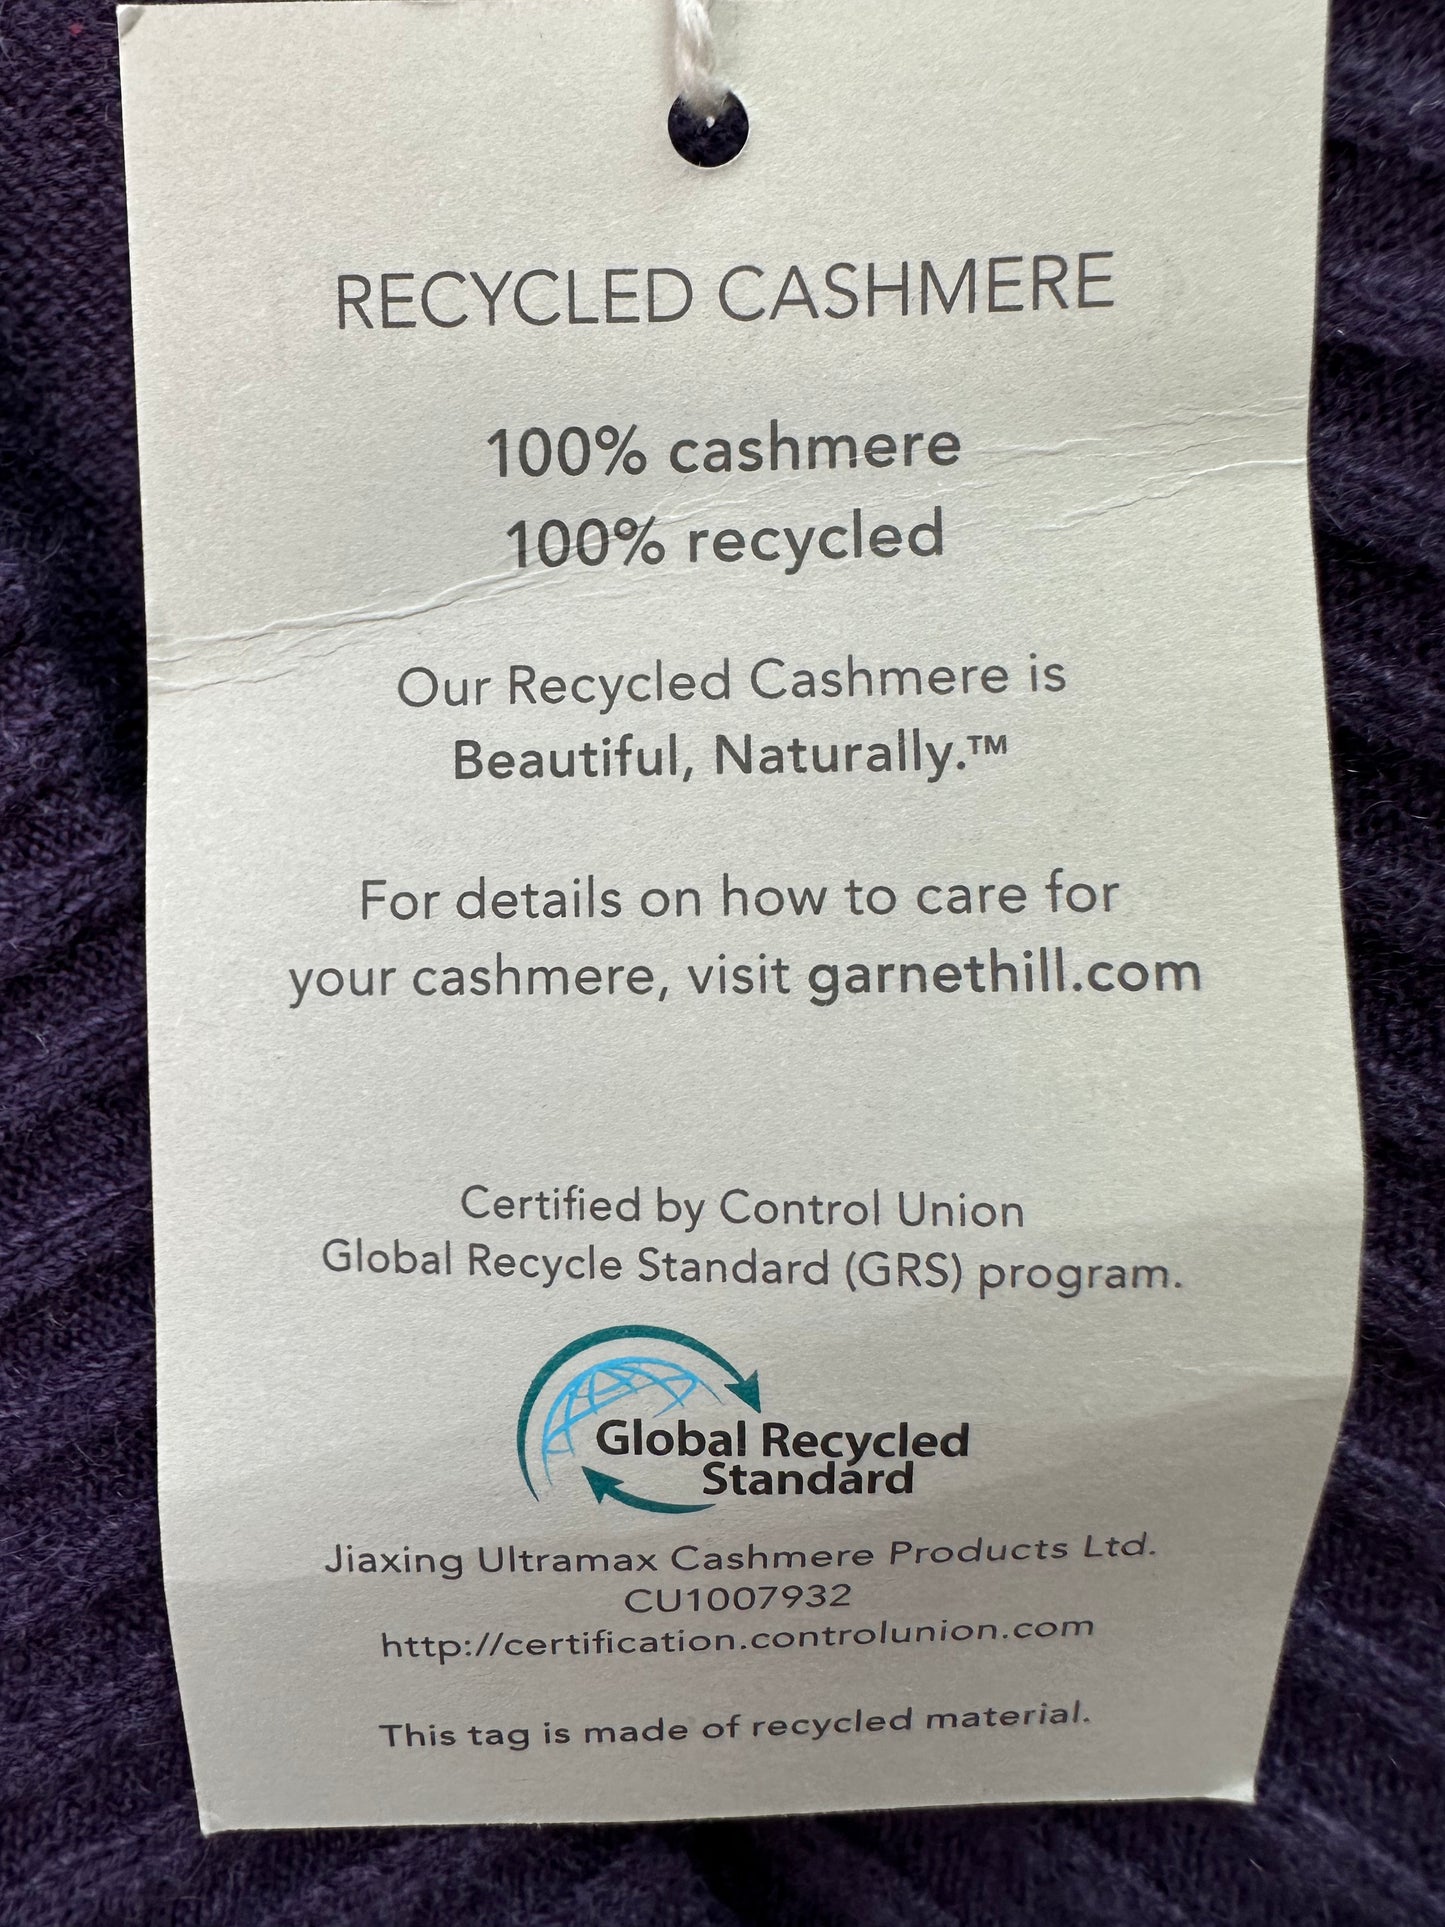 RECYCLED CASHMERE
100% cashmere
100% recycled
Our Recycled Cashmere is
Beautiful, Naturally.™
For details on how to care for
your cashmere, visit garnethill.com
Certified by Control Union
Global Recycle Standard (GRS) program.
Global Recycled
Standard
Jiaxing Ultramax Cashmere Products Ltd.
CU1007932
http://certification.controlunion.com
This tag is made of recycled material.